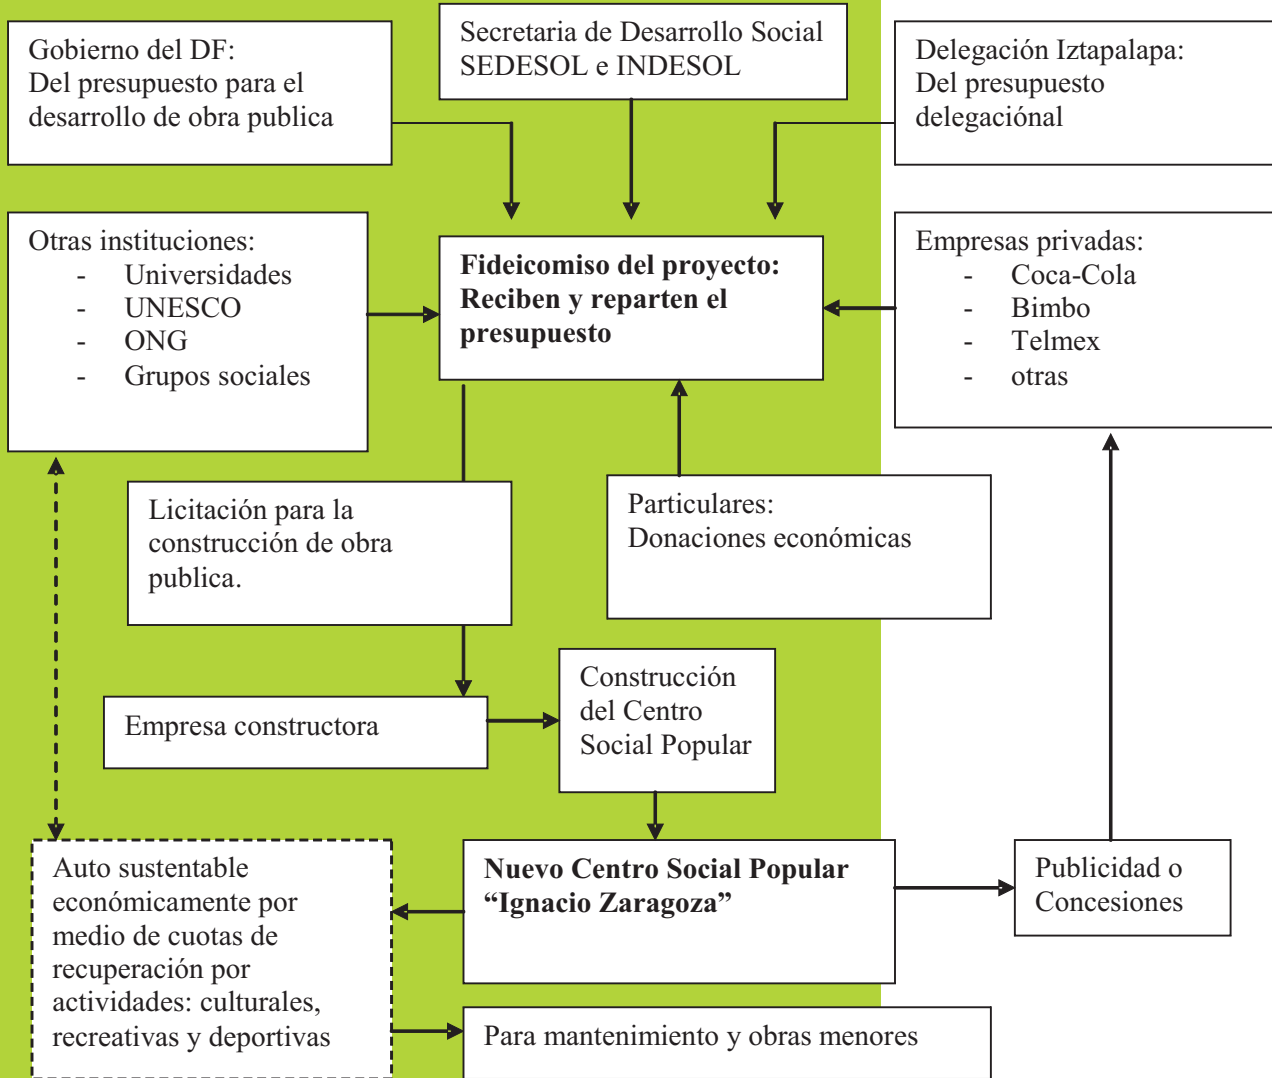 Gobierno del DF:
Del presupuesto para el
desarrollo de obra publica
Secretaria de Desarrollo Social
SEDESOL e INDESOL
Delegación Iztapalapa:
Del presupuesto
delegaciónal
Otras instituciones:
- Universidades
- UNESCO
- ONG
- Grupos sociales
Fideicomiso del proyecto:
Reciben y reparten el
presupuesto
Empresas privadas:
- Coca-Cola
- Bimbo
- Telmex
- otras
Licitación para la
construcción de obra
publica.
Particulares:
Donaciones económicas
Empresa constructora
Construcción
del Centro
Social Popular
Auto sustentable
económicamente por
medio de cuotas de
recuperación por
actividades: culturales,
recreativas y deportivas
Nuevo Centro Social Popular
“Ignacio Zaragoza”
Publicidad o
Concesiones
Para mantenimiento y obras menores